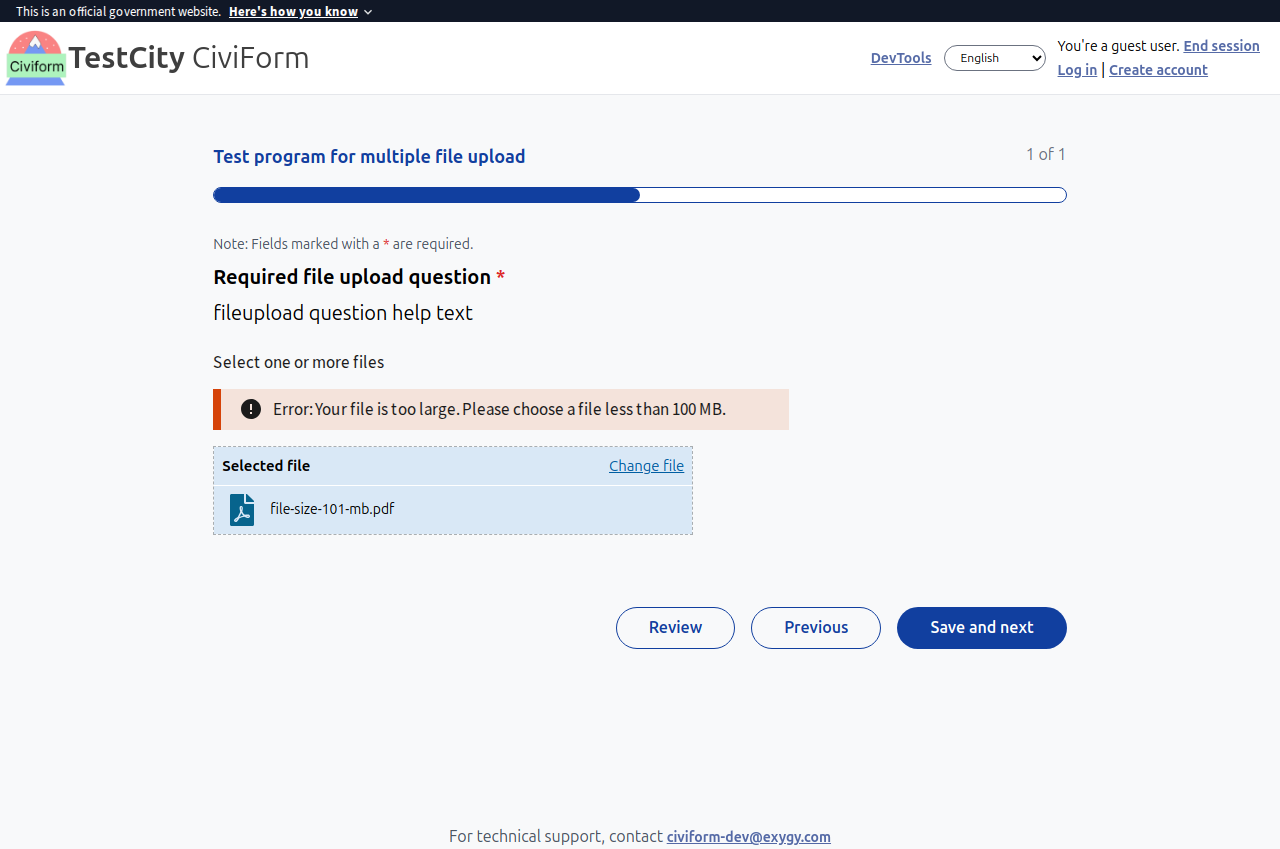 This is an official government website. Here's how you know
Civiform
TestCity CiviForm
DevTools
English
You're a guest user. End session
Log in | Create account
Test program for multiple file upload
1 of 1
Note: Fields marked with a * are required.
Required file upload question *
fileupload question help text
Select one or more files
Error: Your file is too large. Please choose a file less than 100 MB.
Selected file
Change file
file-size-101-mb.pdf
Review
Previous
Save and next
For technical support, contact civiform-dev@exygy.com